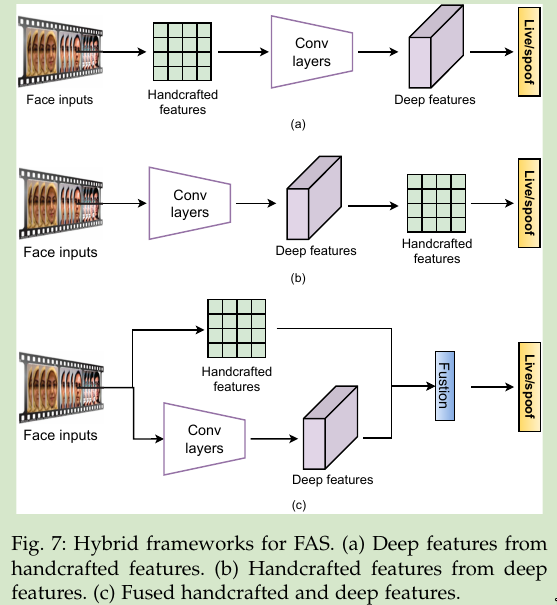 Face inputs
Handcrafted
features
Conv
layers
Deep features
Live/spoof
(a)
Face inputs
Conv
layers
Deep features
Handcrafted
features
Live/spoof
(b)
Face inputs
Handcrafted
features
Conv
layers
Deep features
Fustion
Live/spoof
(c)
Fig. 7: Hybrid frameworks for FAS. (a) Deep features from
handcrafted features. (b) Handcrafted features from deep
features. (c) Fused handcrafted and deep features.